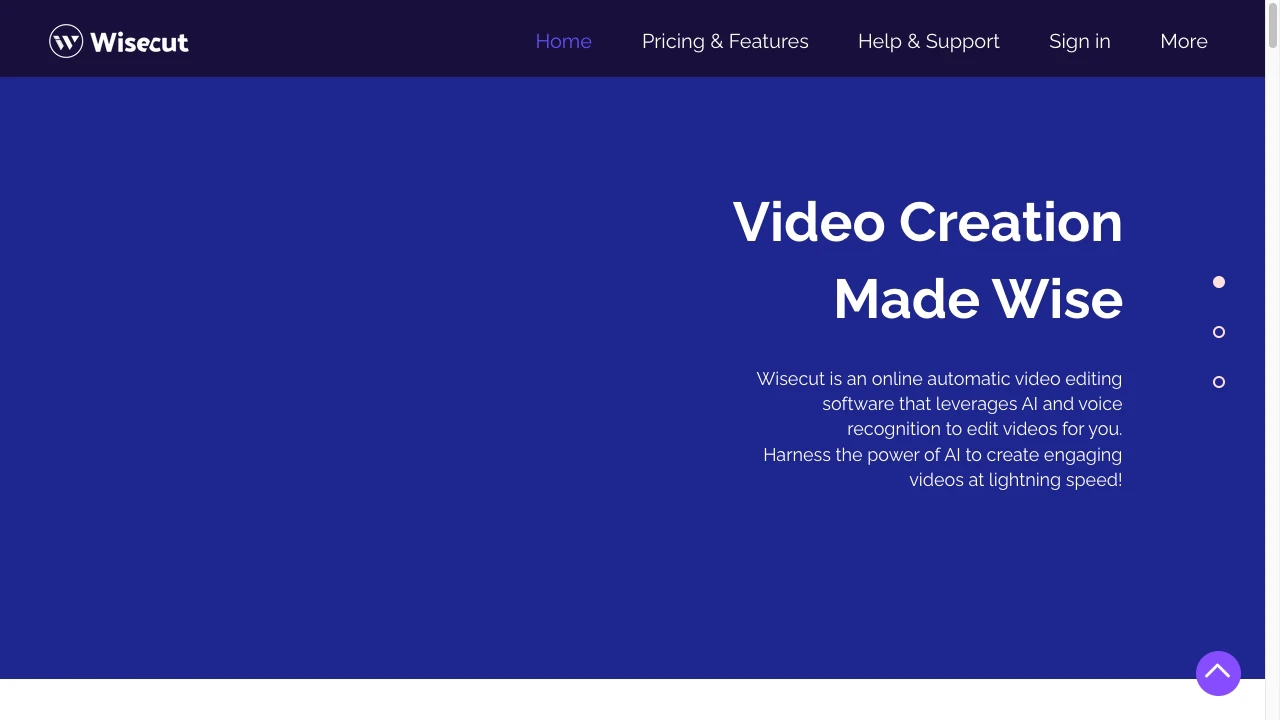 Wisecut
Home
Pricing & Features
Help & Support
Sign in
More
Video Creation
Made Wise
Wisecut is an online automatic video editing
software that leverages AI and voice
recognition to edit videos for you.
Harness the power of AI to create engaging
videos at lightning speed!